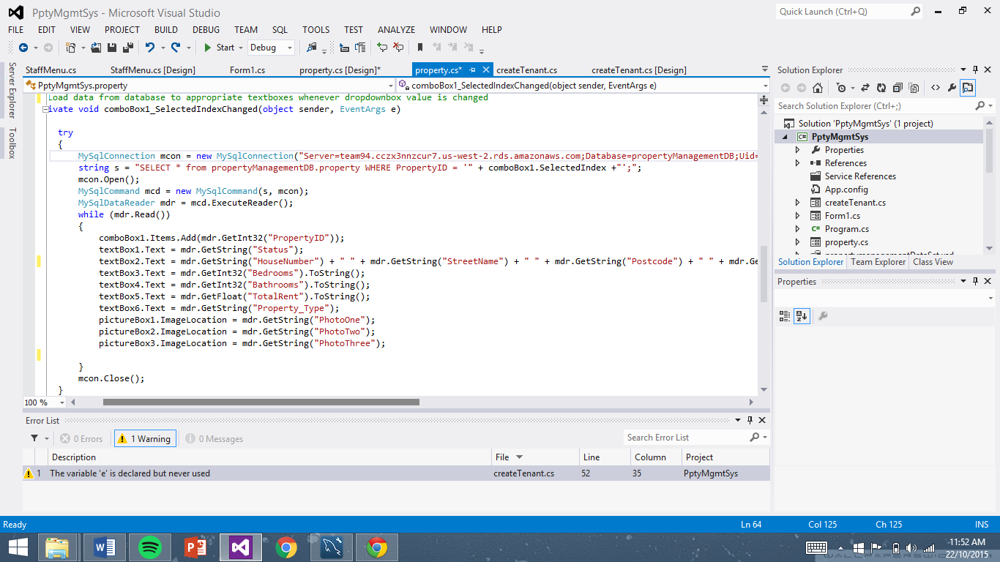 PptyMgmtSys - Microsoft Visual Studio
Quick Launch (Ctrl+Q)
FILE EDIT VIEW PROJECT BUILD DEBUG TEAM SQL TOOLS TEST ANALYZE WINDOW HELP
Start Debug
StaffMenu.cs StaffMenu.cs [Design] Form1.cs property.cs [Design]* property.cs* createTenant.cs createTenant.cs [Design]
PptyMgmtSys.property comboBox1_SelectedIndexChanged(object sender, EventArgs e)
Server Explorer
Toolbox
Load data from database to appropriate textboxes whenever dropdownbox value is changed
ivate void comboBox1_SelectedIndexChanged(object sender, EventArgs e)
try
{
MySqlConnection mcon = new MySqlConnection("Server=team94.cczx3nnzcur7.us-west-2.rds.amazonaws.com;Database=propertyManagementDB;Uid=
string s = "SELECT * from propertyManagementDB.property WHERE PropertyID = '" + comboBox1.SelectedIndex +"';";
mcon.Open();
MySqlCommand mcd = new MySqlCommand(s, mcon);
MySqlDataReader mdr = mcd.ExecuteReader();
while (mdr.Read())
{
comboBox1.Items.Add(mdr.GetInt32("PropertyID"));
textBox1.Text = mdr.GetString("Status");
textBox2.Text = mdr.GetString("HouseNumber") + " " + mdr.GetString("StreetName") + " " + mdr.GetString("Postcode") + " " + mdr.Ge
textBox3.Text = mdr.GetInt32("Bedrooms").ToString();
textBox4.Text = mdr.GetInt32("Bathrooms").ToString();
textBox5.Text = mdr.GetFloat("TotalRent").ToString();
textBox6.Text = mdr.GetString("Property_Type");
pictureBox1.ImageLocation = mdr.GetString("PhotoOne");
pictureBox2.ImageLocation = mdr.GetString("PhotoTwo");
pictureBox3.ImageLocation = mdr.GetString("PhotoThree");
}
mcon.Close();
}
100 %
Solution Explorer
Search Solution Explorer (Ctrl+;)
Solution 'PptyMgmtSys' (1 project)
PptyMgmtSys
Properties
References
Service References
App.config
createTenant.cs
Form1.cs
Program.cs
property.cs
Solution Explorer Team Explorer Class View
Properties
Error List
0 Errors 1 Warning 0 Messages
Search Error List
Description File Line Column Project
1 The variable 'e' is declared but never used createTenant.cs 52 35 PptyMgmtSys
Ready Ln 64 Col 125 Ch 125 INS
11:52 AM
22/10/2015